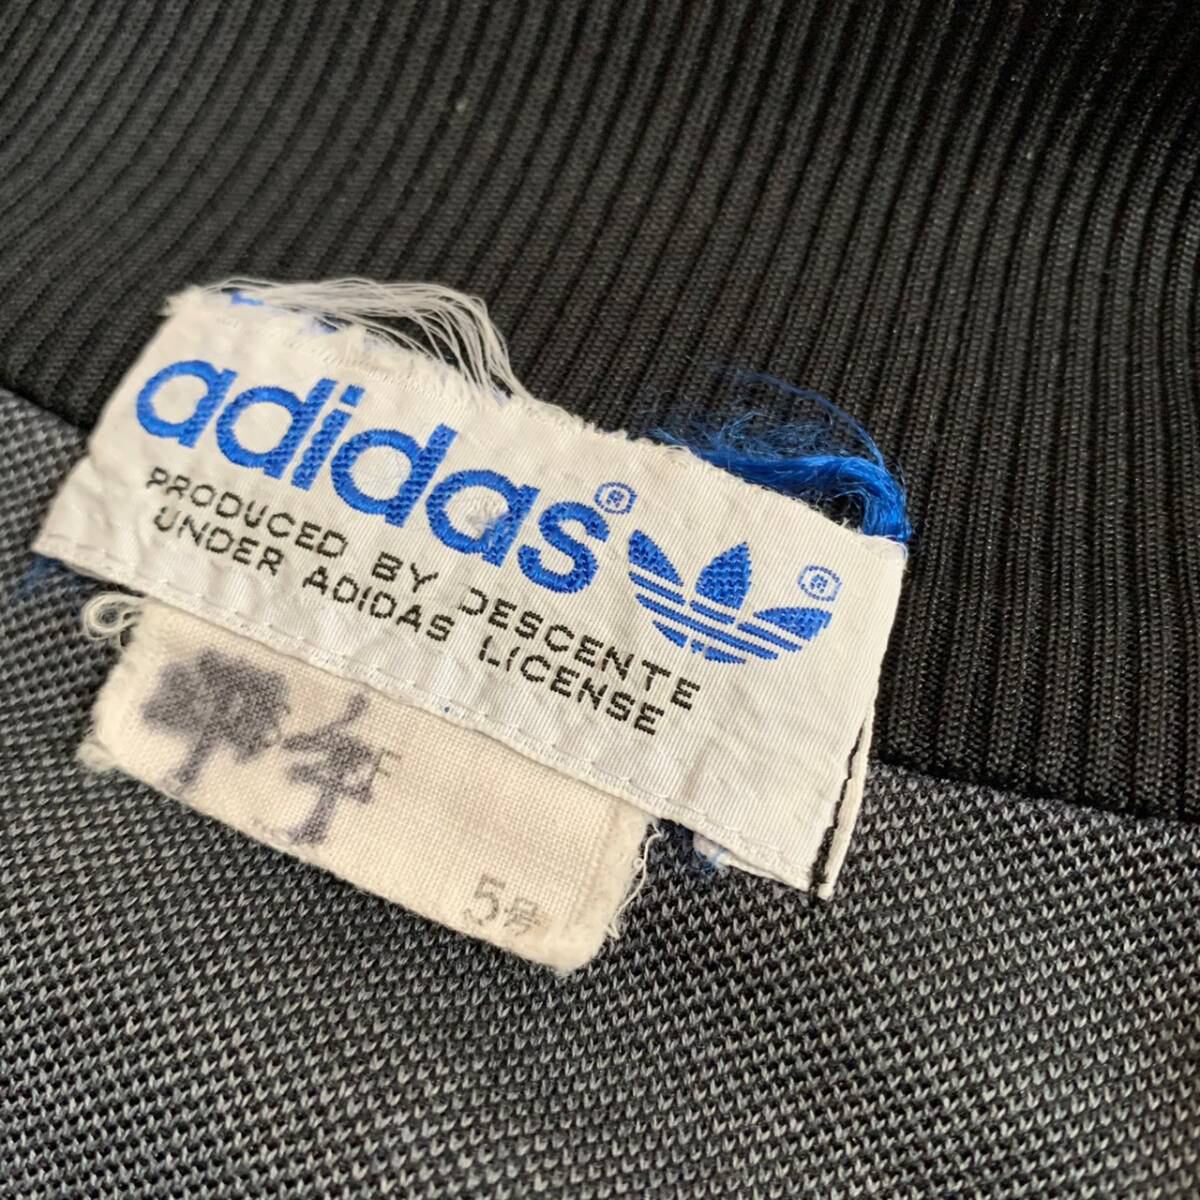 adidas®
®
PRODUCED BY DESCENTE
UNDER ADIDAS LICENSE
5号